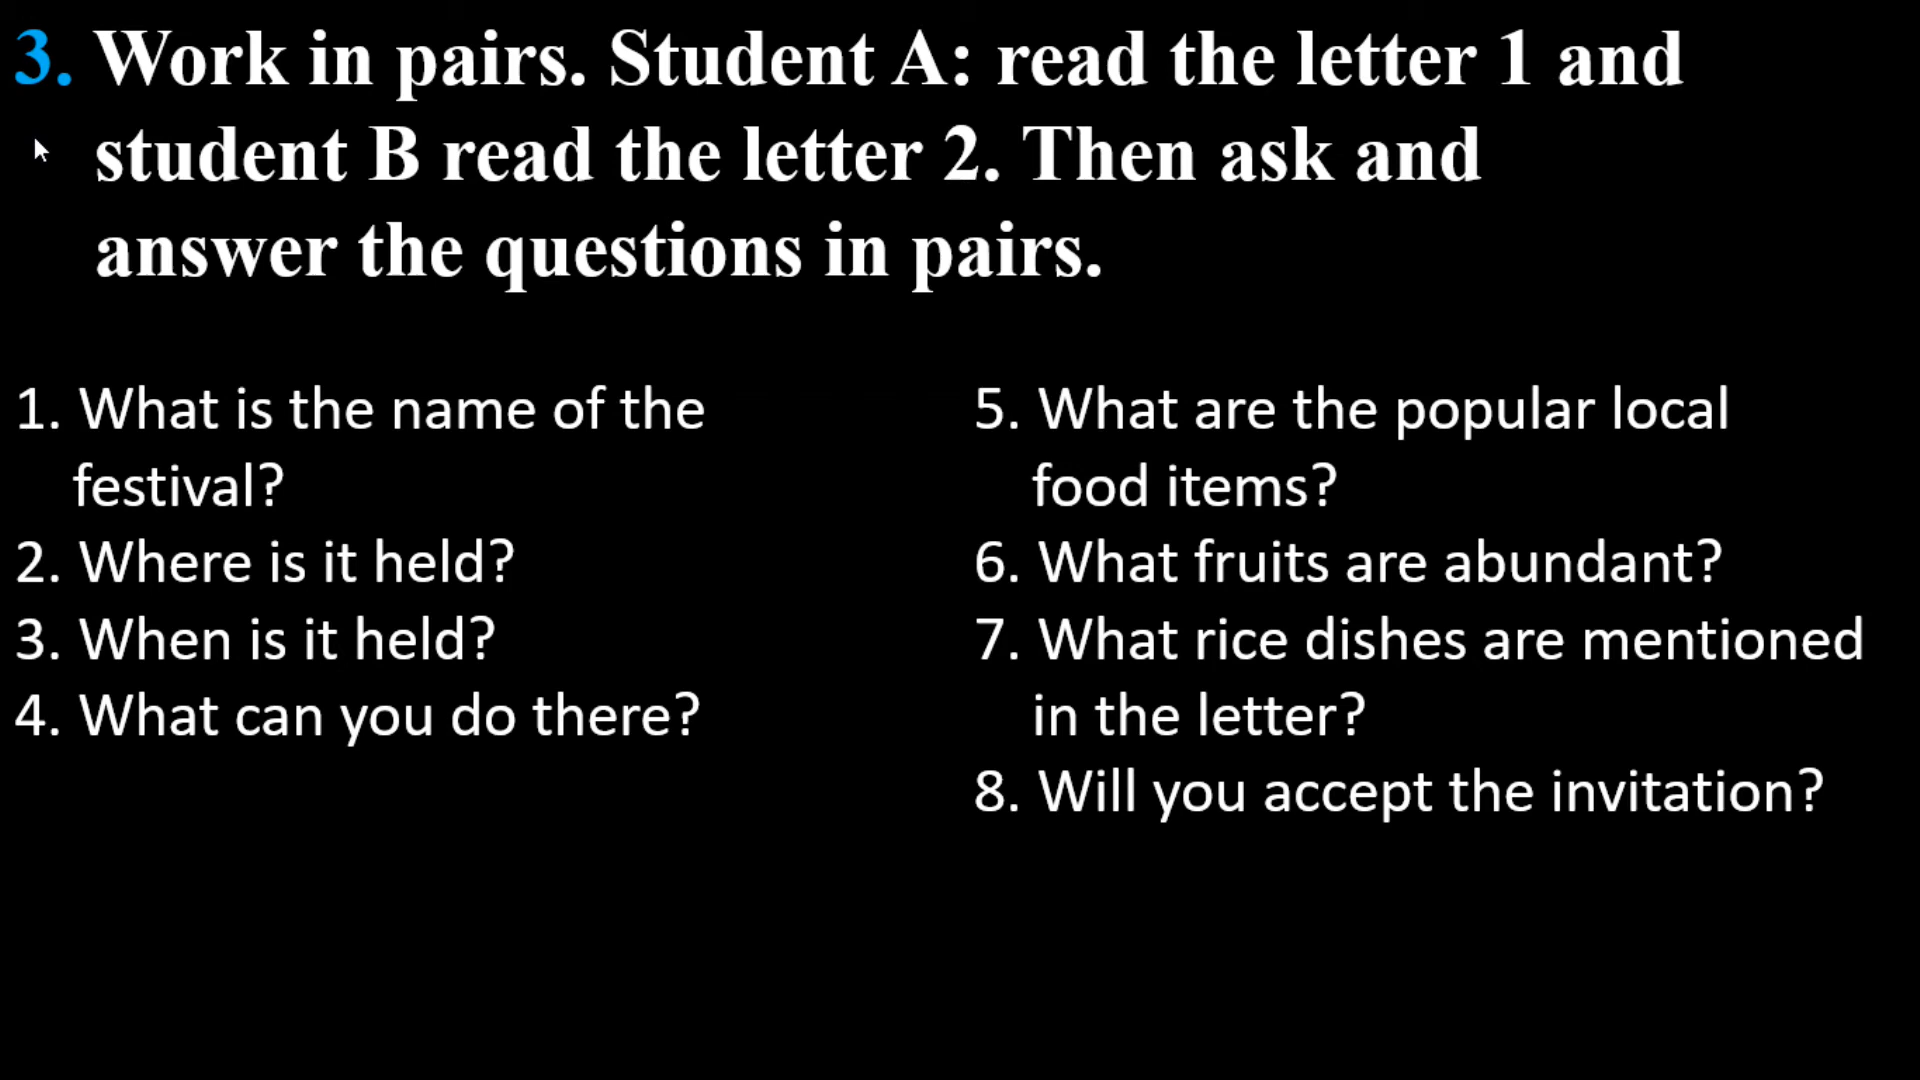 3. Work in pairs. Student A: read the letter 1 and
student B read the letter 2. Then ask and
answer the questions in pairs.
1. What is the name of the
festival?
2. Where is it held?
3. When is it held?
4. What can you do there?
5. What are the popular local
food items?
6. What fruits are abundant?
7. What rice dishes are mentioned
in the letter?
8. Will you accept the invitation?